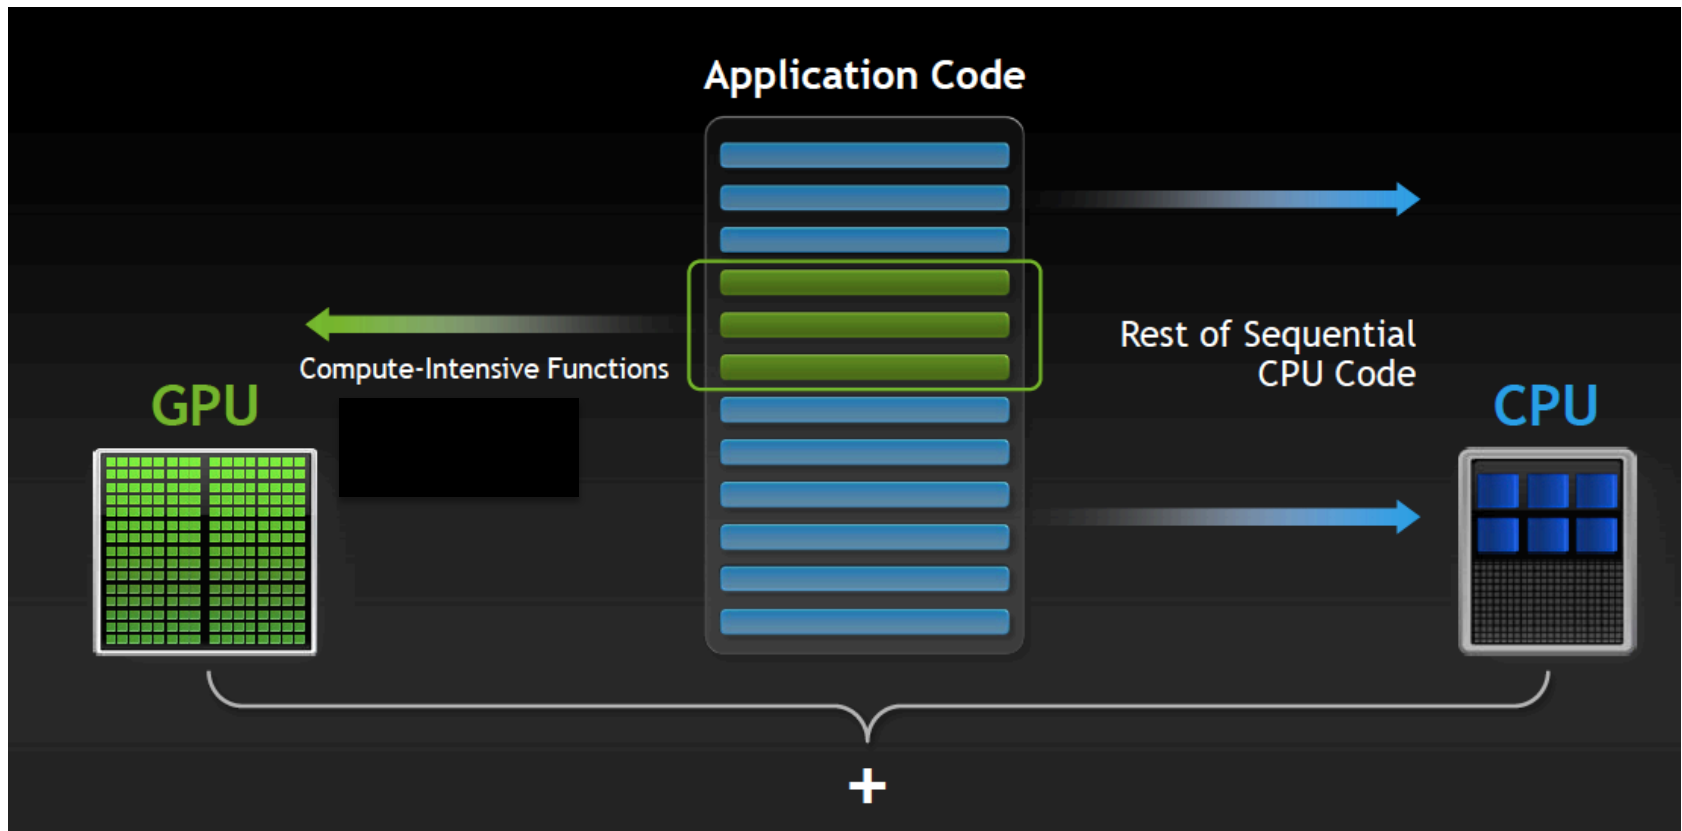 Application Code
Compute-Intensive Functions
GPU
Rest of Sequential
CPU Code
CPU
+